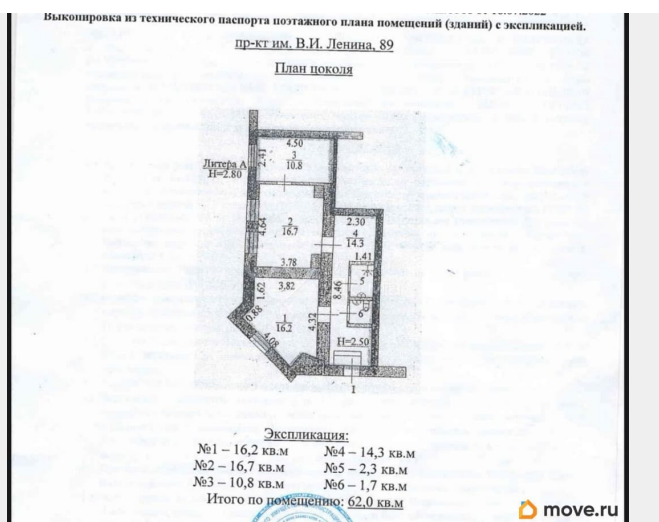 Выкопировка из технического паспорта поэтажного плана помещений (зданий) с экспликацией.
пр-кт им. В.И. Ленина, 89
План цоколя
4.50
2.41
3
10.8
Литера А
H=2.80
2
16.7
4.64
3.78
2.30
4
14.3
1.41
5
8.46
6
3.82
1.62
0.88
1
16.2
4.32
4.08
H=2.50
I
Экспликация:
№1 – 16,2 кв.м №4 – 14,3 кв.м
№2 – 16,7 кв.м №5 – 2,3 кв.м
№3 – 10,8 кв.м №6 – 1,7 кв.м
Итого по помещению: 62,0 кв.м
move.ru